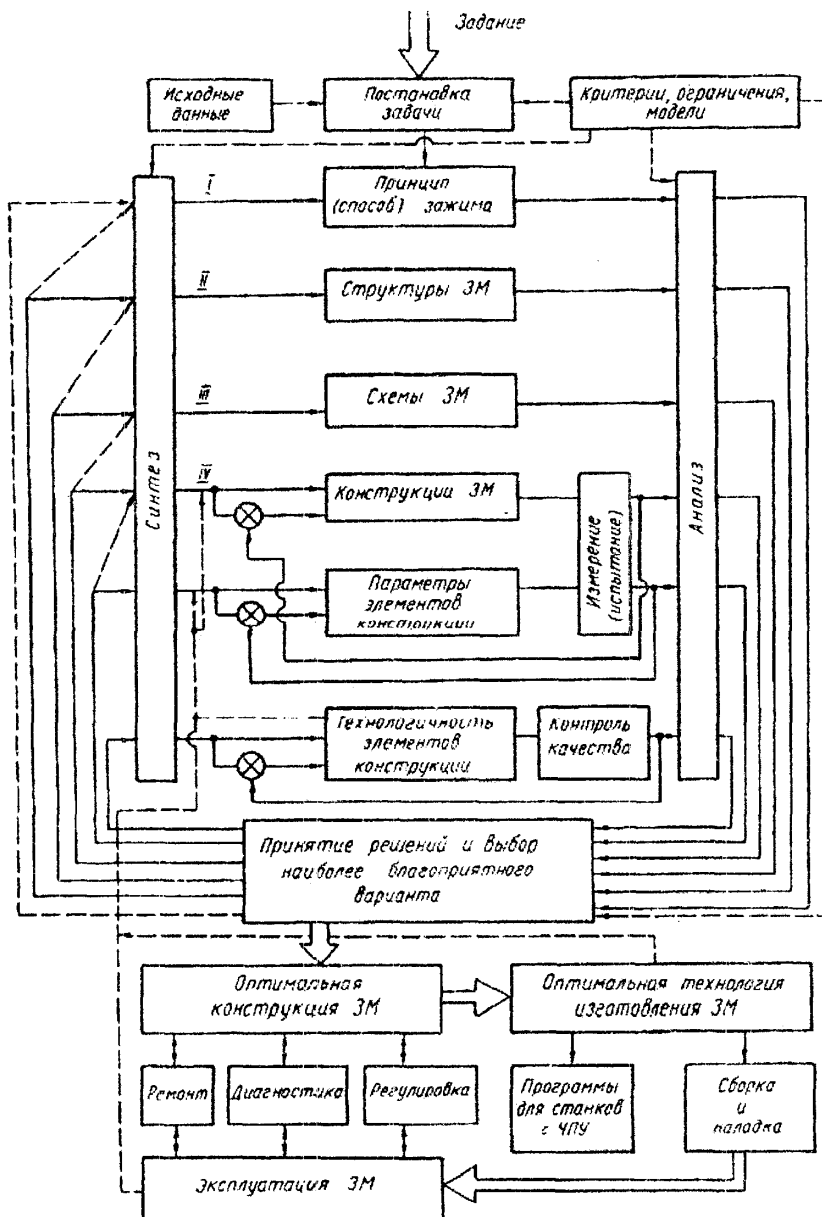 Задание
Исходные
данные
Постановка
задачи
Критерии, ограничения,
модели
I
Принцип
(способ) зажима
II
Структуры ЗМ
III
Схемы ЗМ
IV
Конструкции ЗМ
Синтез
Анализ
Измерение
(испытание)
Параметры
элементов
конструкции
Технологичность
элементов
конструкции
Контроль
качества
Принятие решений и выбор
наиболее благоприятного
варианта
Оптимальная
конструкция ЗМ
Оптимальная технология
изготовления ЗМ
Ремонт
Диагностика
Регулировка
Программы
для станков
с ЧПУ
Сборка
и
наладка
Эксплуатация ЗМ